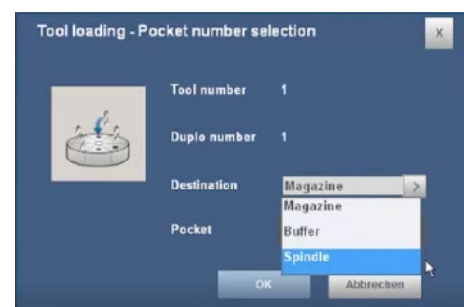 Tool loading - Pocket number selection
X
Tool number 1
Duplo number 1
Destination Magazine >
Magazine
Pocket Buffer
Spindle
OK Abbrechen